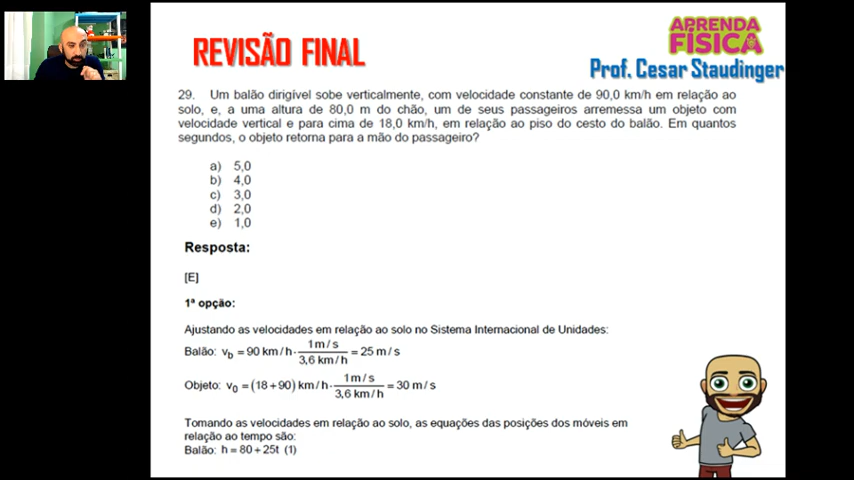 REVISÃO FINAL
APRENDA
FÍSICA
Prof. Cesar Staudinger
29. Um balão dirigível sobe verticalmente, com velocidade constante de 90,0 km/h em relação ao
solo, e, a uma altura de 80,0 m do chão, um de seus passageiros arremessa um objeto com
velocidade vertical e para cima de 18,0 km/h, em relação ao piso do cesto do balão. Em quantos
segundos, o objeto retorna para a mão do passageiro?
a) 5,0
b) 4,0
c) 3,0
d) 2,0
e) 1,0
Resposta:
[E]
1ª opção:
Ajustando as velocidades em relação ao solo no Sistema Internacional de Unidades:
Balão: v_b = 90 km/h · 1m/s / 3,6 km/h = 25 m/s
Objeto: v_0 = (18+90) km/h · 1m/s / 3,6 km/h = 30 m/s
Tomando as velocidades em relação ao solo, as equações das posições dos móveis em
relação ao tempo são:
Balão: h = 80 + 25t (1)